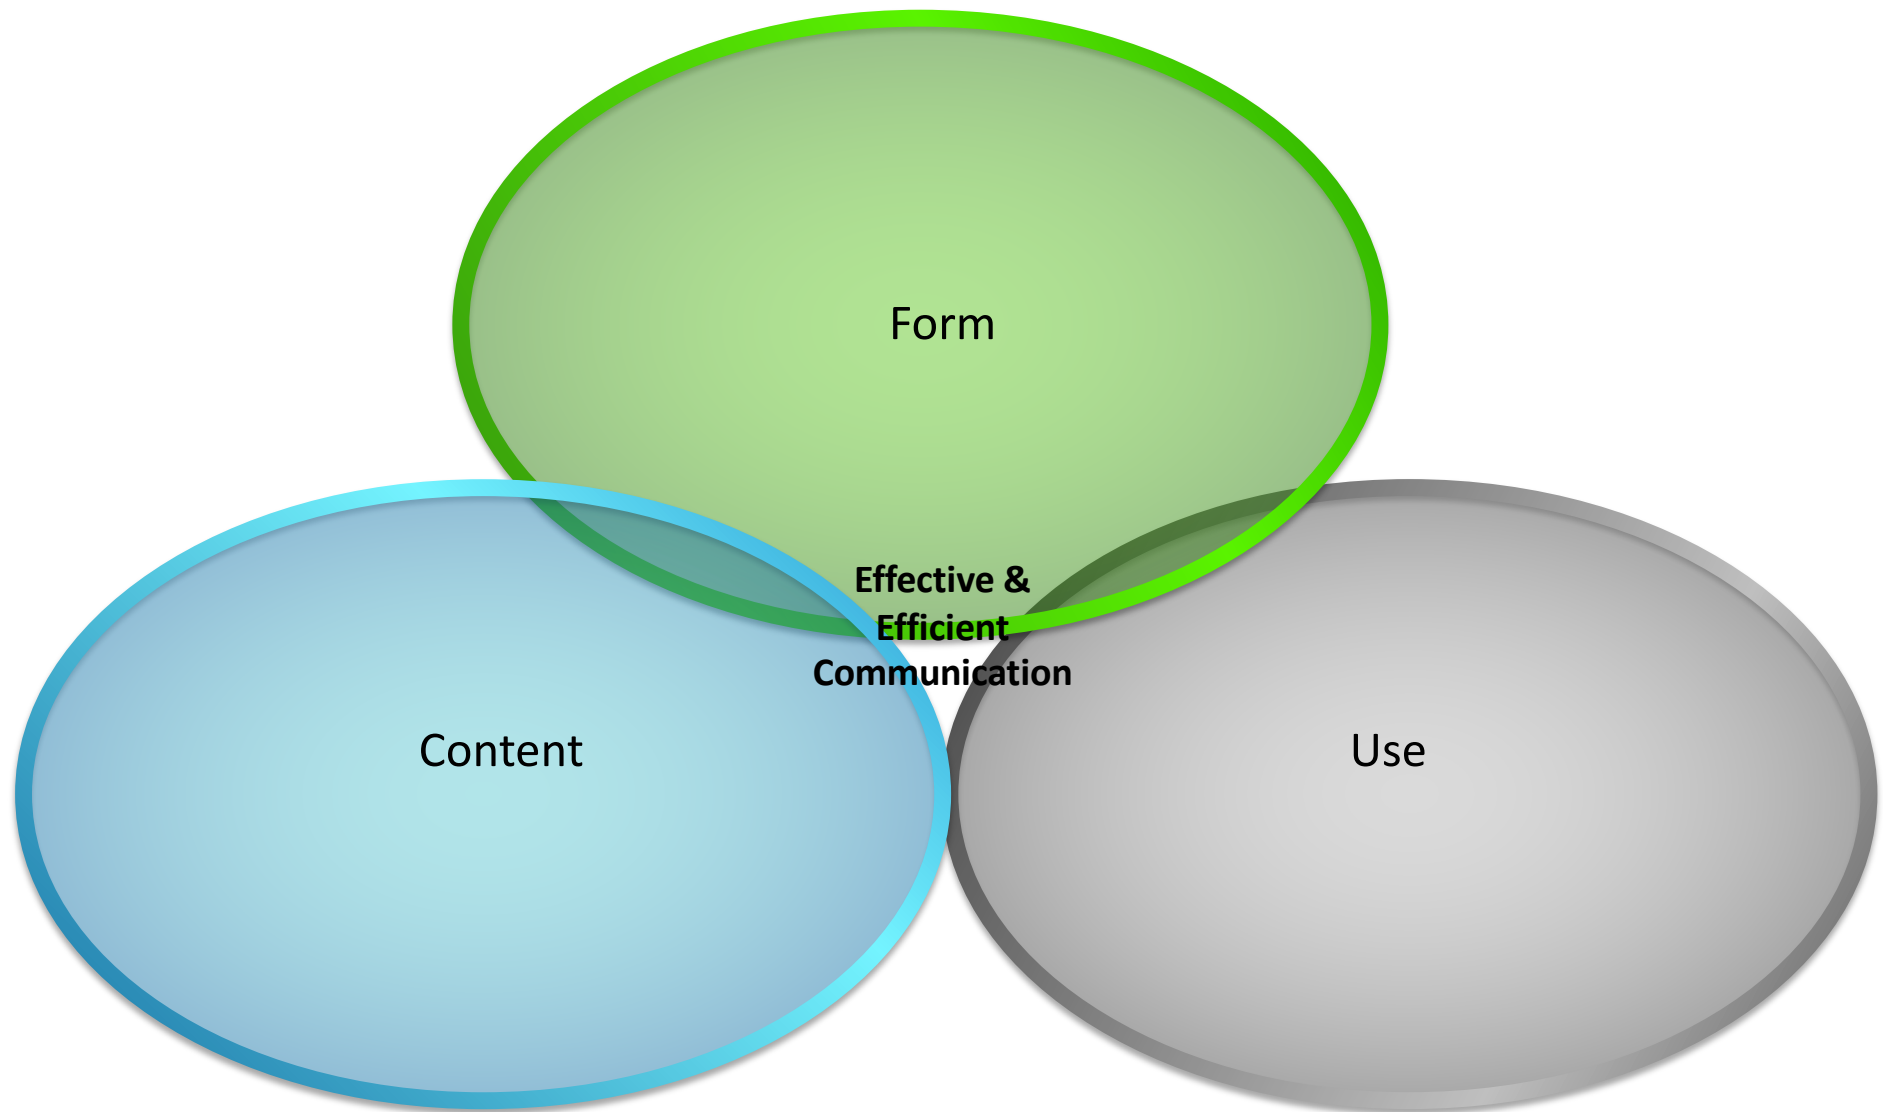 Form
Effective &
Efficient
Communication
Content
Use